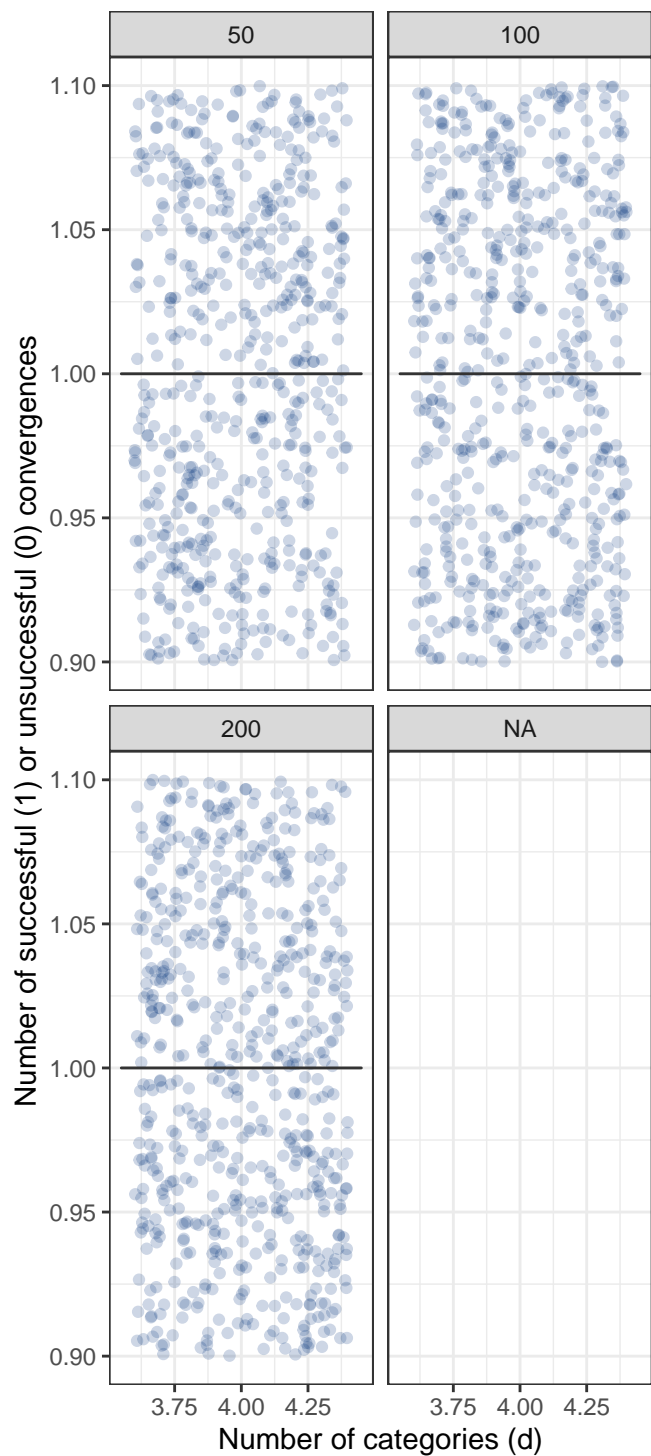 50 100
1.10
1.05
1.00
0.95
0.90
200 NA
1.10
1.05
1.00
0.95
0.90
3.75 4.00 4.25 3.75 4.00 4.25
Number of categories (d)
Number of successful (1) or unsuccessful (0) convergences